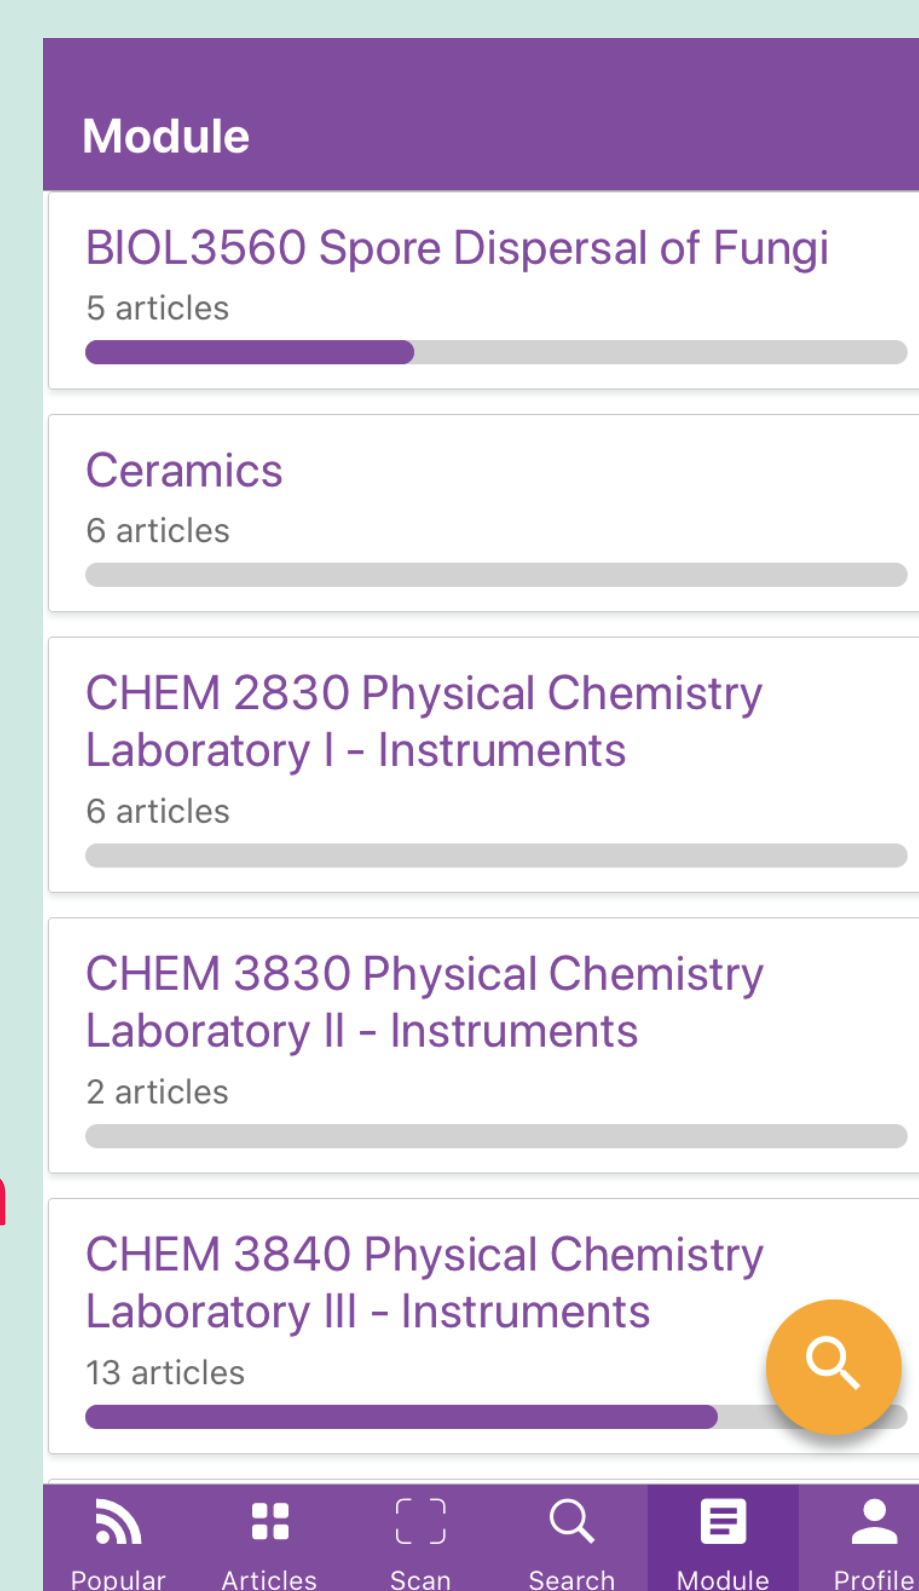 Module
BIOL3560 Spore Dispersal of Fungi
5 articles
Ceramics
6 articles
CHEM 2830 Physical Chemistry
Laboratory I - Instruments
6 articles
CHEM 3830 Physical Chemistry
Laboratory II - Instruments
2 articles
CHEM 3840 Physical Chemistry
Laboratory III - Instruments
13 articles
Popular Articles Scan Search Module Profile